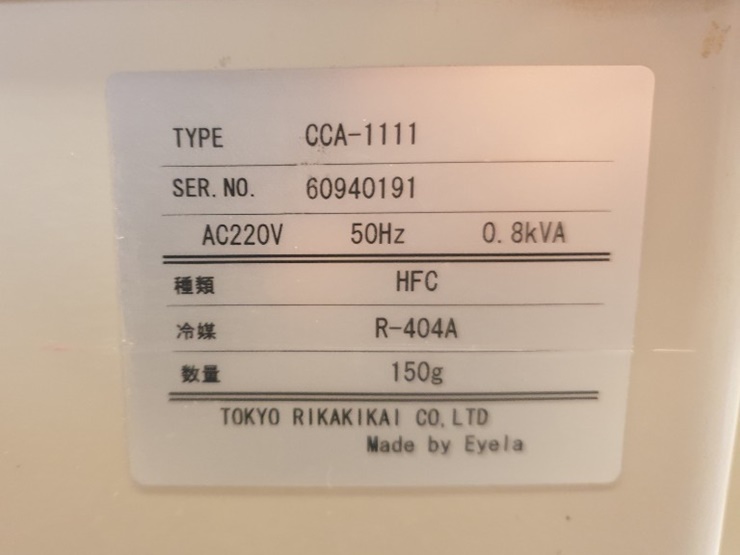 TYPE CCA-1111
SER.NO. 60940191
AC220V 50Hz 0.8kVA
種類 HFC
冷媒 R-404A
数量 150g
TOKYO RIKAKIKAI CO,LTD
Made by Eyela